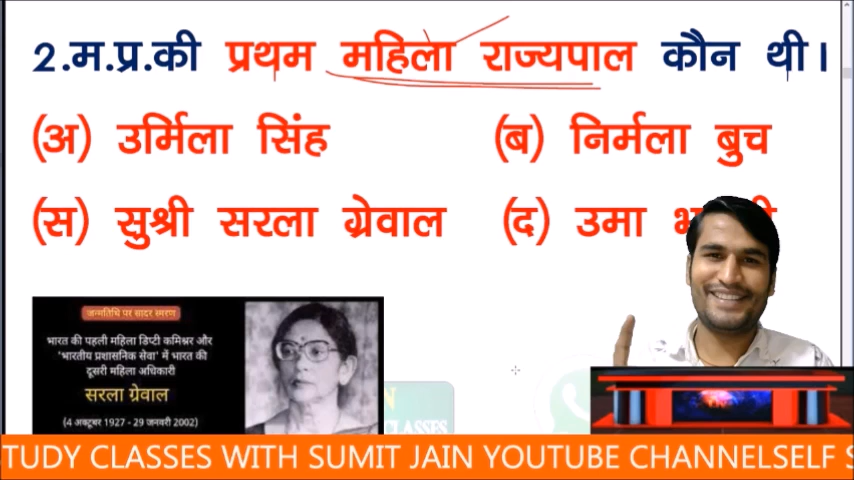 2.म.प्र.की प्रथम महिला राज्यपाल कौन थी।
(अ) उर्मिला सिंह (ब) निर्मला बुच
(स) सुश्री सरला ग्रेवाल (द) उमा
जन्मतिथि पर सादर स्मरण
भारत की पहली महिला डिप्टी कमिश्नर और
'भारतीय प्रशासनिक सेवा' में भारत की
दूसरी महिला अधिकारी
सरला ग्रेवाल
(4 अक्टूबर 1927 - 29 जनवरी 2002)
CLASSES
TUDY CLASSES WITH SUMIT JAIN YOUTUBE CHANNELSELF S